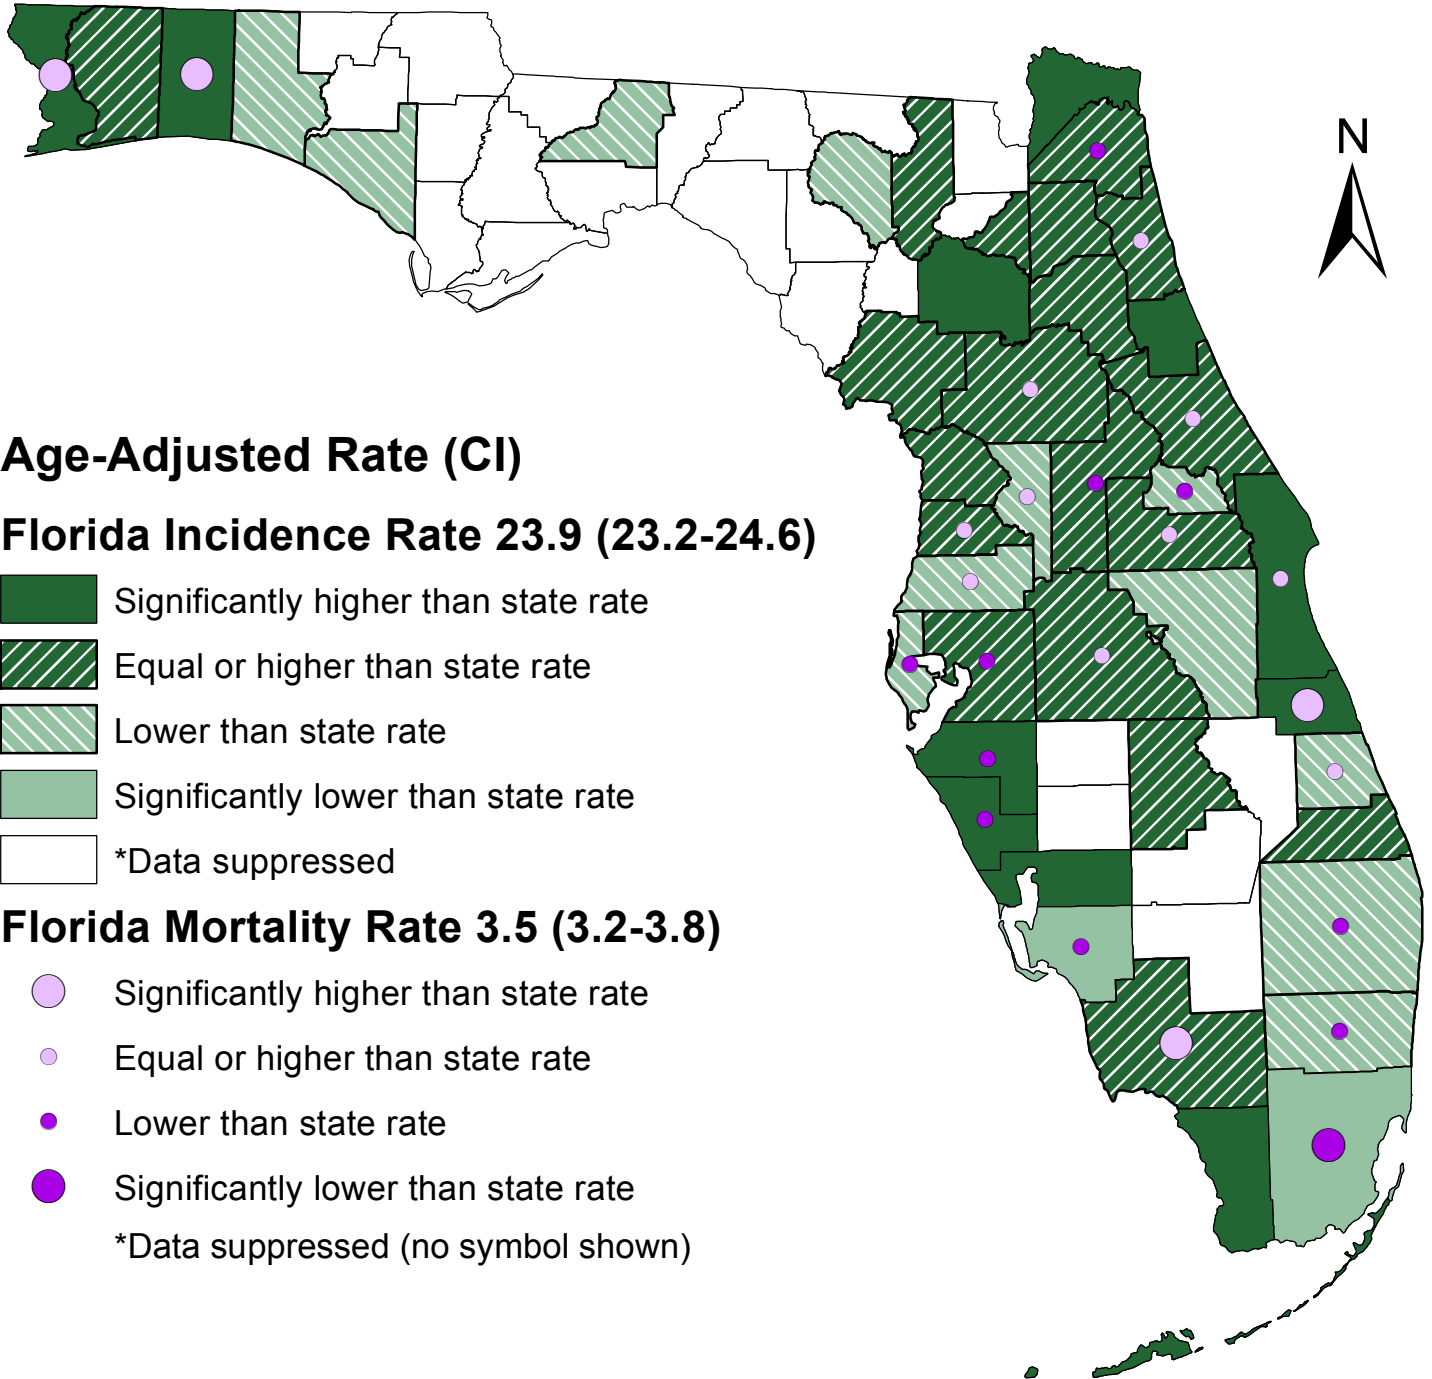 N
Age-Adjusted Rate (CI)
Florida Incidence Rate 23.9 (23.2-24.6)
Significantly higher than state rate
Equal or higher than state rate
Lower than state rate
Significantly lower than state rate
*Data suppressed
Florida Mortality Rate 3.5 (3.2-3.8)
Significantly higher than state rate
Equal or higher than state rate
Lower than state rate
Significantly lower than state rate
*Data suppressed (no symbol shown)